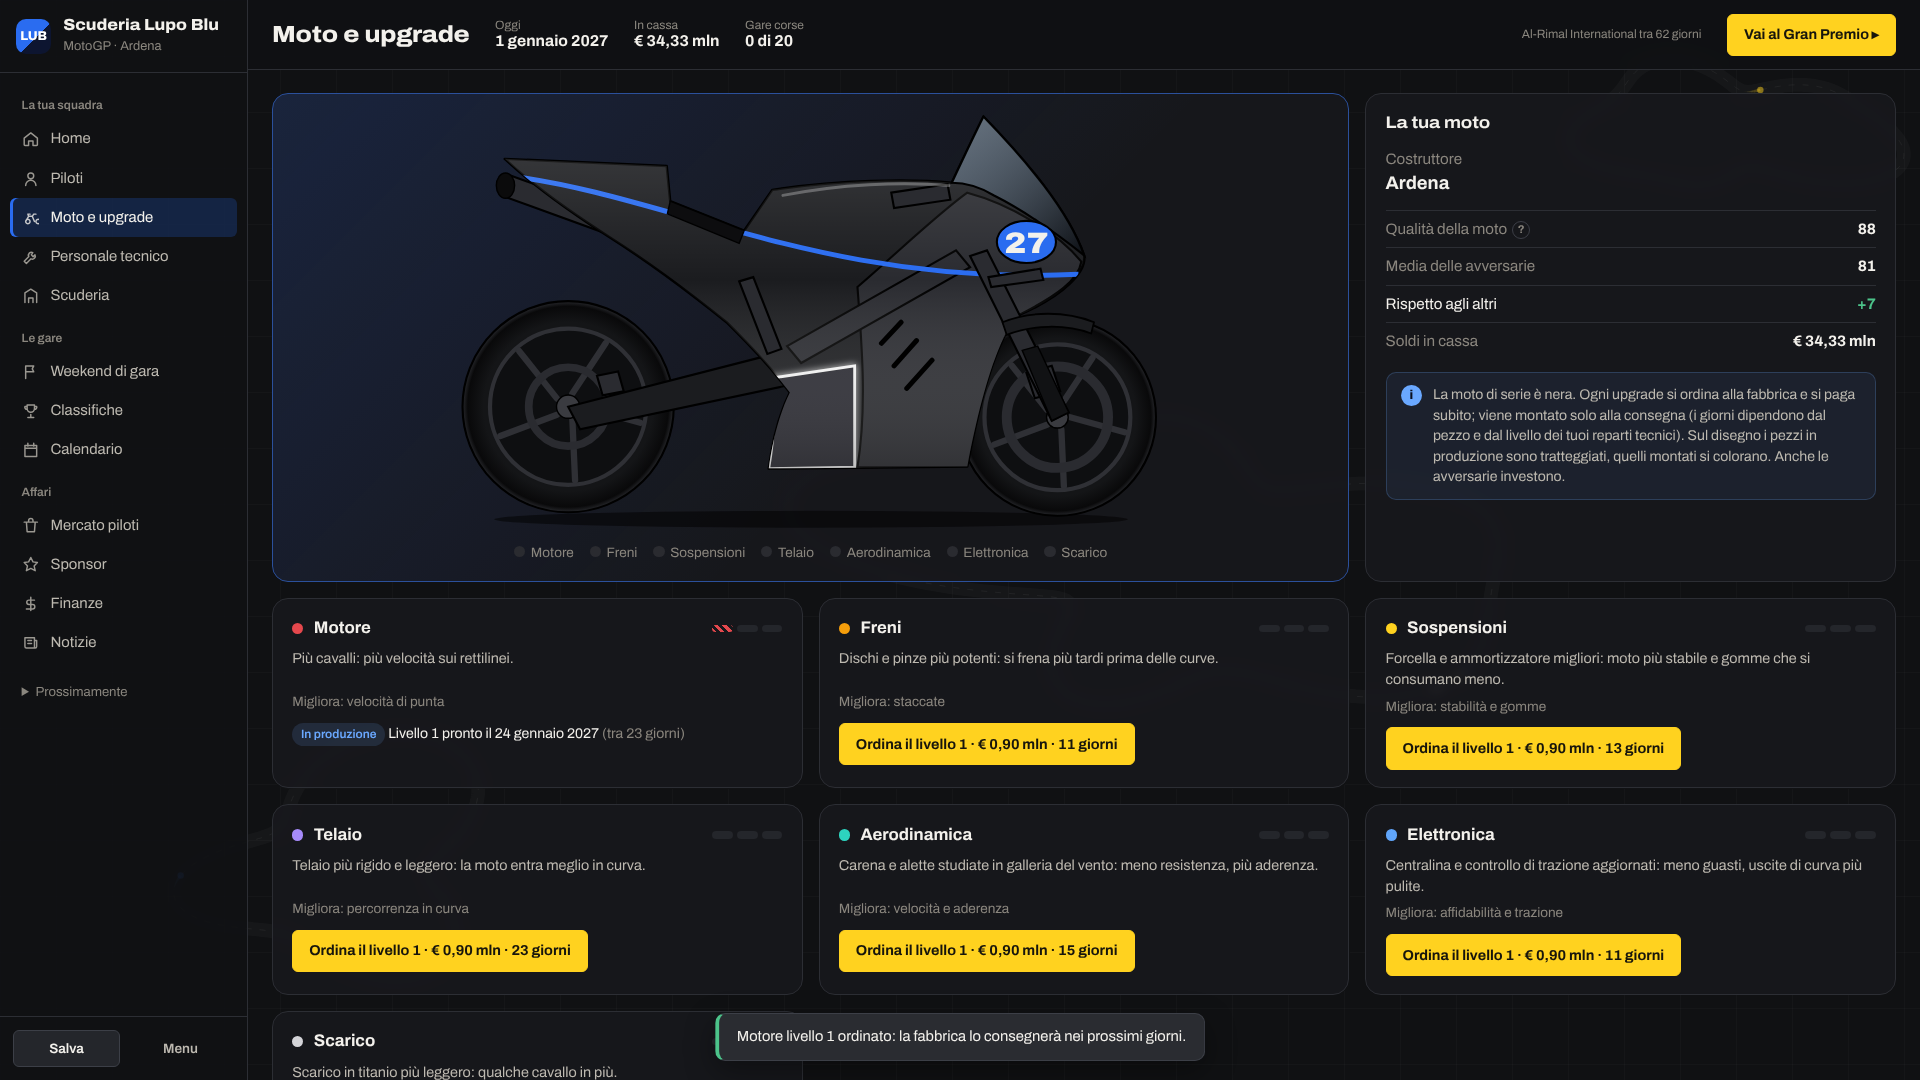 LUB
Scuderia Lupo Blu
MotoGP · Ardena
La tua squadra
Home
Piloti
Moto e upgrade
Personale tecnico
Scuderia
Le gare
Weekend di gara
Classifiche
Calendario
Affari
Mercato piloti
Sponsor
Finanze
Notizie
Prossimamente
Salva
Menu
Moto e upgrade
Oggi
1 gennaio 2027
In cassa
€ 34,33 mln
Gare corse
0 di 20
Al-Rimal International tra 62 giorni
Vai al Gran Premio ▸
27
Motore
Freni
Sospensioni
Telaio
Aerodinamica
Elettronica
Scarico
La tua moto
Costruttore
Ardena
Qualità della moto ? 88
Media delle avversarie 81
Rispetto agli altri +7
Soldi in cassa € 34,33 mln
i
La moto di serie è nera. Ogni upgrade si ordina alla fabbrica e si paga
subito; viene montato solo alla consegna (i giorni dipendono dal
pezzo e dal livello dei tuoi reparti tecnici). Sul disegno i pezzi in
produzione sono tratteggiati, quelli montati si colorano. Anche le
avversarie investono.
Motore
Più cavalli: più velocità sui rettilinei.
Migliora: velocità di punta
In produzione Livello 1 pronto il 24 gennaio 2027 (tra 23 giorni)
Freni
Dischi e pinze più potenti: si frena più tardi prima delle curve.
Migliora: staccate
Ordina il livello 1 · € 0,90 mln · 11 giorni
Sospensioni
Forcella e ammortizzatore migliori: moto più stabile e gomme che si
consumano meno.
Migliora: stabilità e gomme
Ordina il livello 1 · € 0,90 mln · 13 giorni
Telaio
Telaio più rigido e leggero: la moto entra meglio in curva.
Migliora: percorrenza in curva
Ordina il livello 1 · € 0,90 mln · 23 giorni
Aerodinamica
Carena e alette studiate in galleria del vento: meno resistenza, più aderenza.
Migliora: velocità e aderenza
Ordina il livello 1 · € 0,90 mln · 15 giorni
Elettronica
Centralina e controllo di trazione aggiornati: meno guasti, uscite di curva più
pulite.
Migliora: affidabilità e trazione
Ordina il livello 1 · € 0,90 mln · 11 giorni
Scarico
Scarico in titanio più leggero: qualche cavallo in più.
Motore livello 1 ordinato: la fabbrica lo consegnerà nei prossimi giorni.